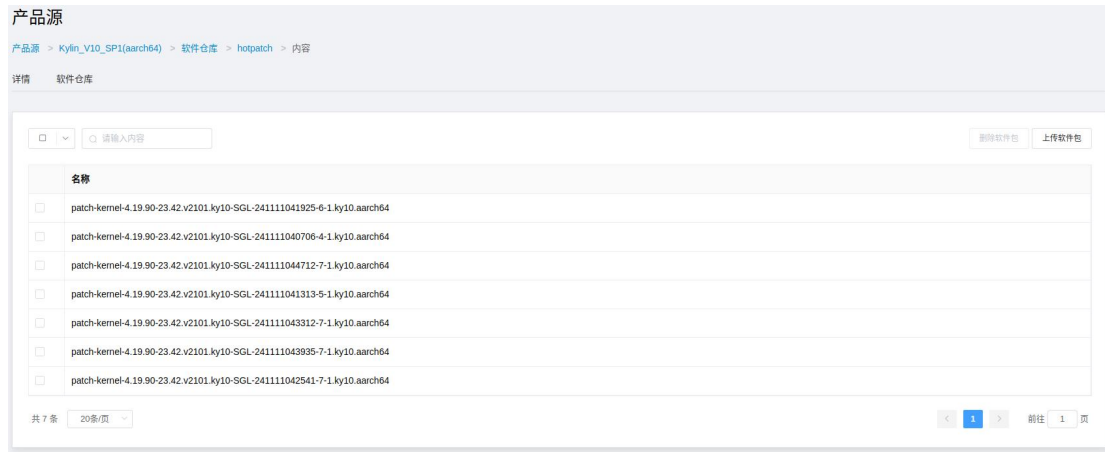 产品源
产品源 > Kylin_V10_SP1(aarch64) > 软件仓库 > hotpatch > 内容
详情 软件仓库
请输入内容 删除软件包 上传软件包
名称
patch-kernel-4.19.90-23.42.v2101.ky10-SGL-241111041925-6-1.ky10.aarch64
patch-kernel-4.19.90-23.42.v2101.ky10-SGL-241111040706-4-1.ky10.aarch64
patch-kernel-4.19.90-23.42.v2101.ky10-SGL-241111044712-7-1.ky10.aarch64
patch-kernel-4.19.90-23.42.v2101.ky10-SGL-241111041313-5-1.ky10.aarch64
patch-kernel-4.19.90-23.42.v2101.ky10-SGL-241111043312-7-1.ky10.aarch64
patch-kernel-4.19.90-23.42.v2101.ky10-SGL-241111043935-7-1.ky10.aarch64
patch-kernel-4.19.90-23.42.v2101.ky10-SGL-241111042541-7-1.ky10.aarch64
共 7 条 20条/页 < 1 > 前往 1 页